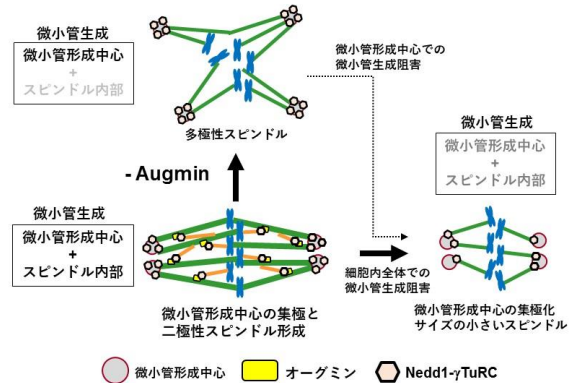 微小管生成
微小管形成中心
+
スピンドル内部
多極性スピンドル
微小管形成中心での
微小管生成阻害
微小管生成
微小管形成中心
+
スピンドル内部
- Augmin
微小管生成
微小管形成中心
+
スピンドル内部
細胞内全体での
微小管生成阻害
微小管形成中心の集極と
二極性スピンドル形成
微小管形成中心の集極化
サイズの小さいスピンドル
微小管形成中心
オーグミン
Nedd1-γTuRC